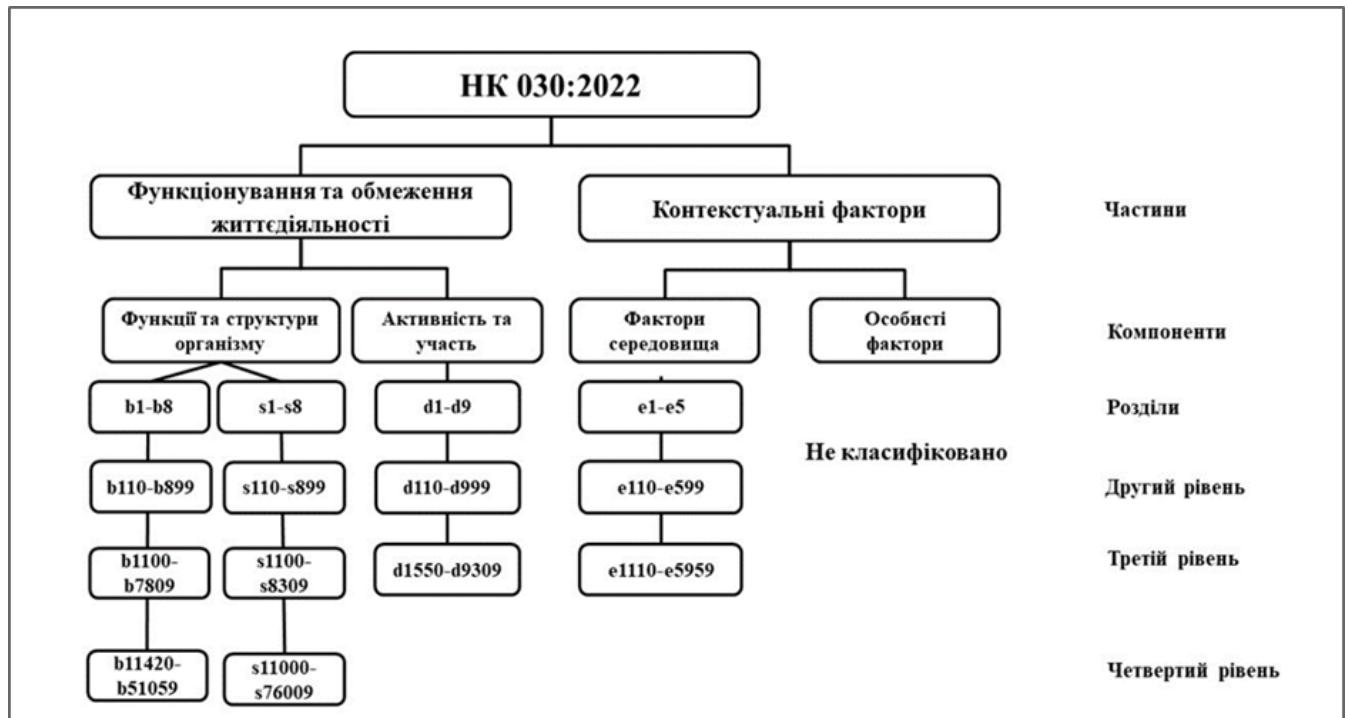 НК 030:2022
Функціонування та обмеження
життєдіяльності
Контекстуальні фактори
Частини
Функції та структури
організму
Активність та
участь
Фактори
середовища
Особисті
фактори
Компоненти
b1-b8
s1-s8
d1-d9
e1-e5
Розділи
Не класифіковано
b110-b899
s110-s899
d110-d999
e110-e599
Другий рівень
b1100-
b7809
s1100-
s8309
d1550-d9309
e1110-e5959
Третій рівень
b11420-
b51059
s11000-
s76009
Четвертий рівень